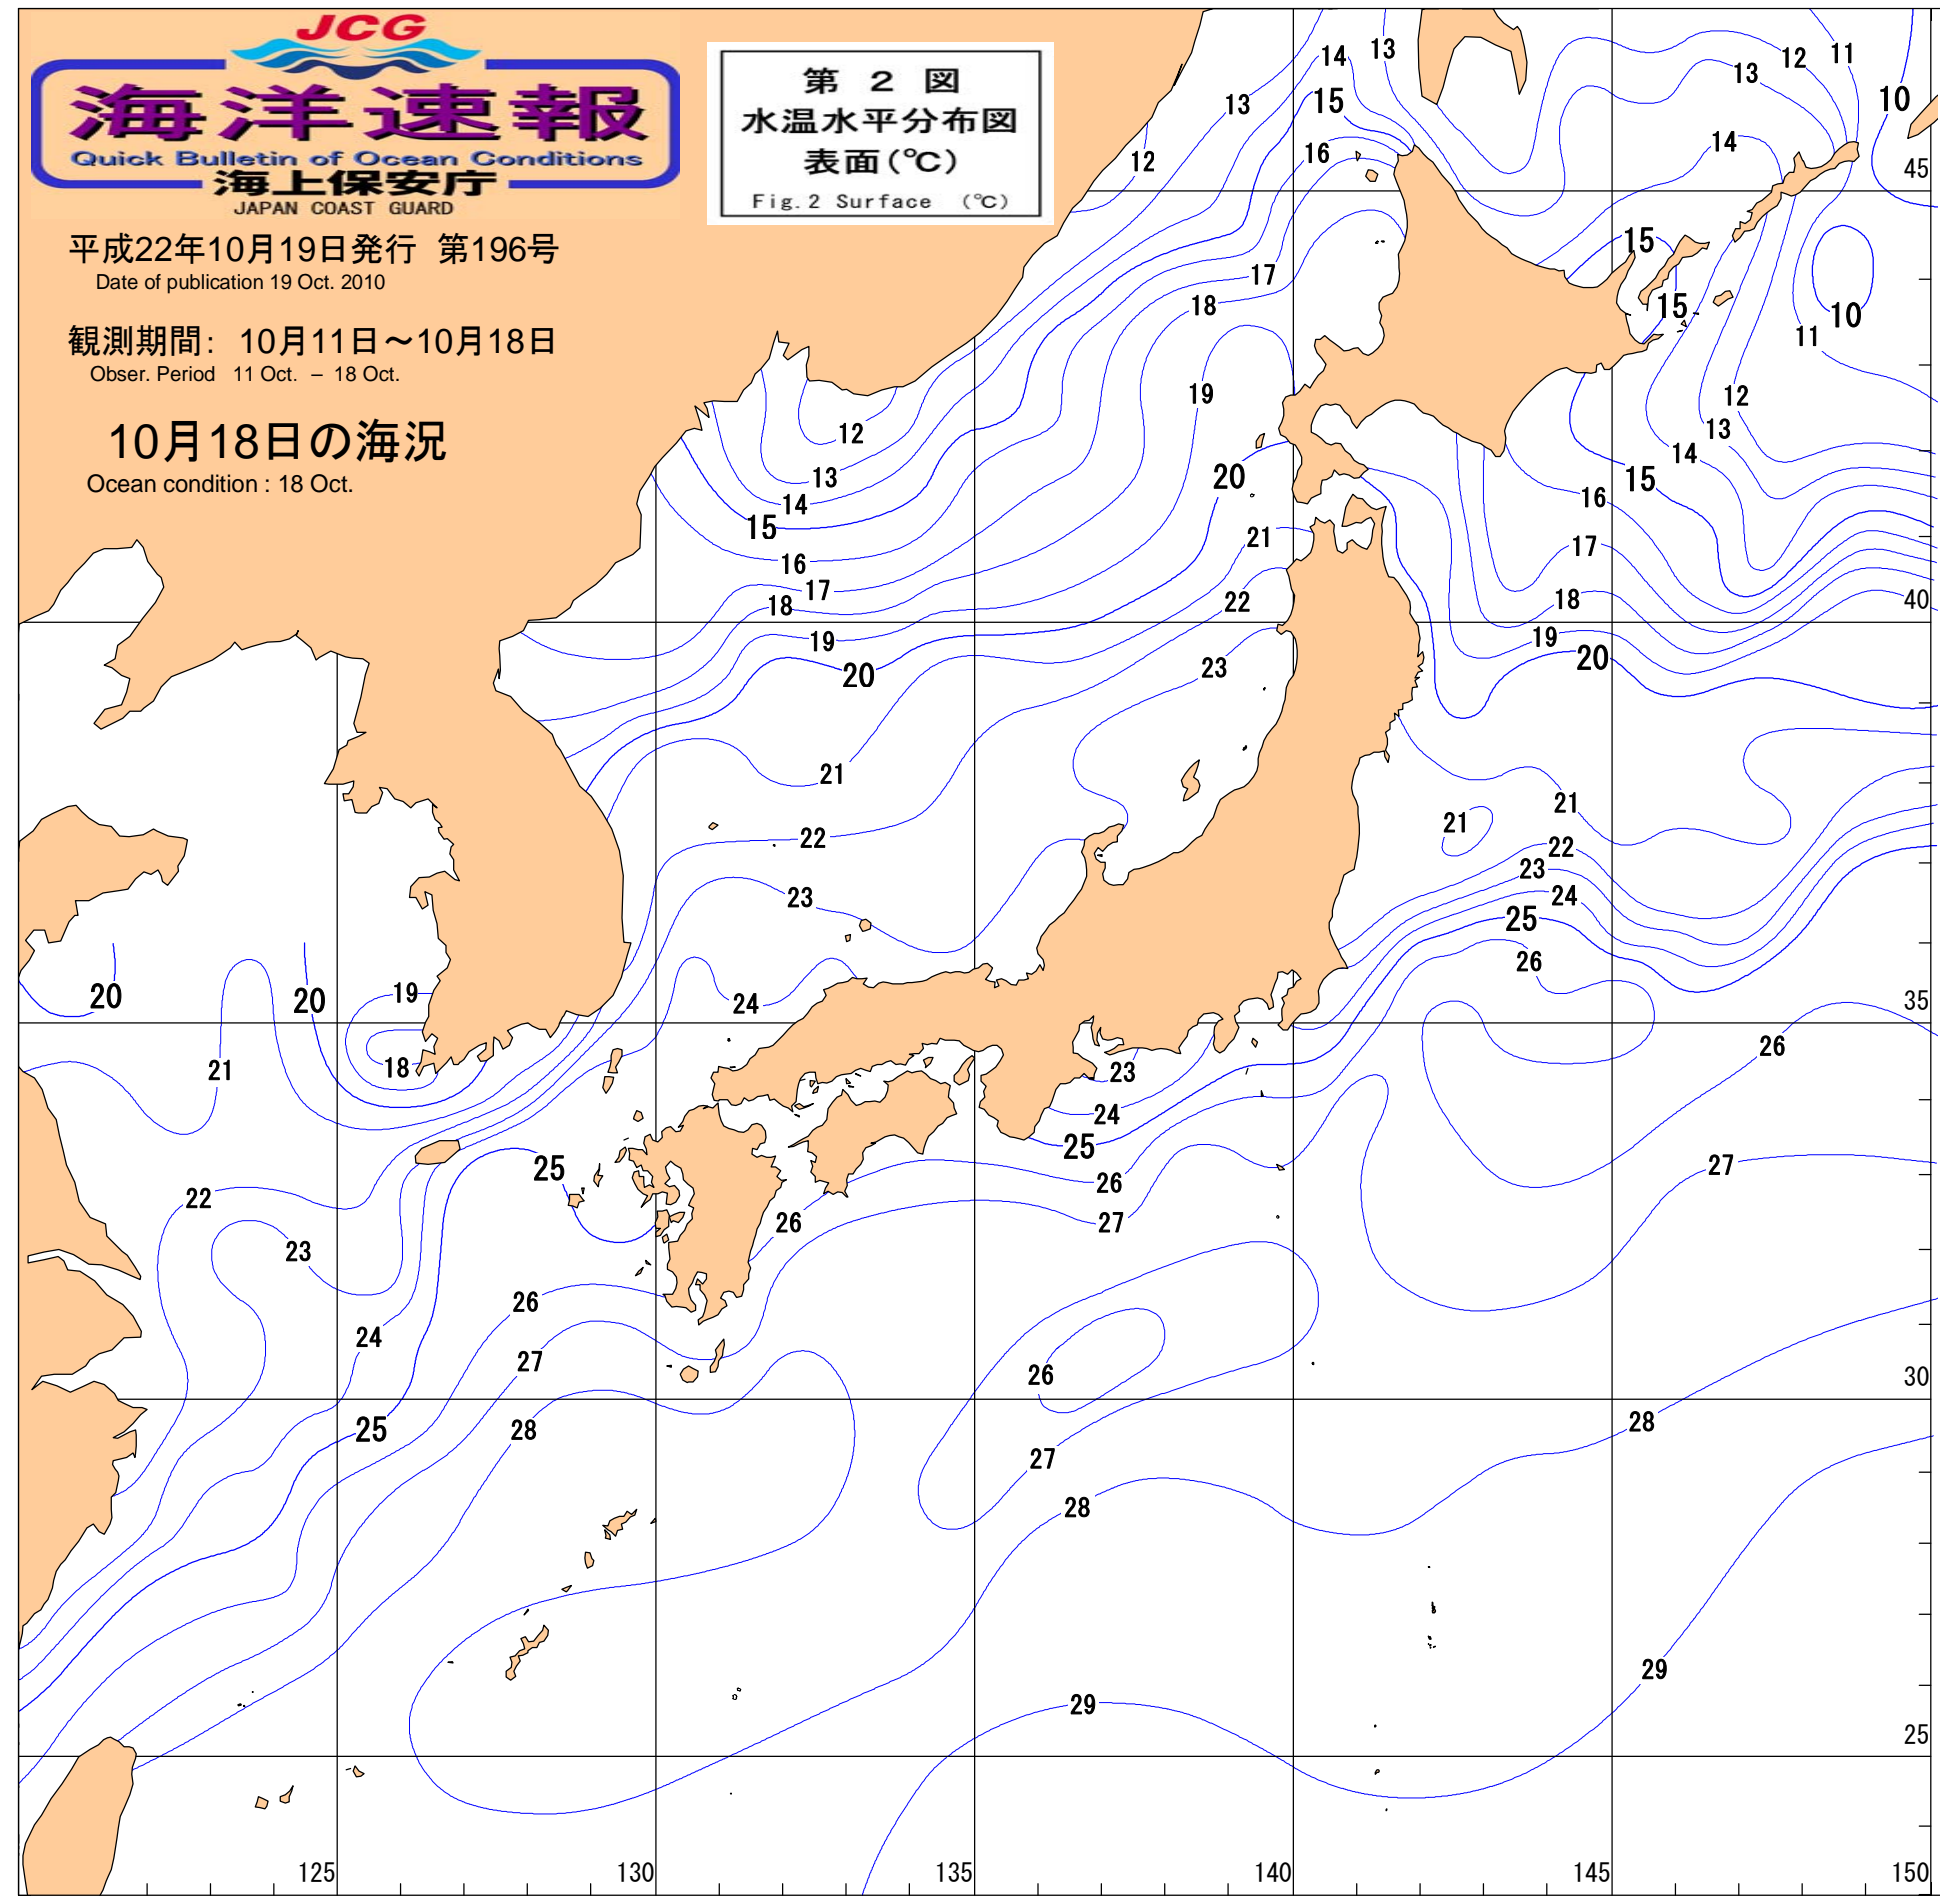 JCG
海洋速報
Quick Bulletin of Ocean Conditions
海上保安庁
JAPAN COAST GUARD
第 2 図
水温水平分布図
表面(℃)
Fig.2 Surface (℃)
平成22年10月19日発行 第196号
Date of publication 19 Oct. 2010
観測期間: 10月11日～10月18日
Obser. Period 11 Oct. – 18 Oct.
10月18日の海況
Ocean condition : 18 Oct.
14 13 12 11
13 15 13 10
12 16 14 45
15
17
18 15 10
11
19 12
12 13
13 20 14
14 15
15 16
21
16 17
17
18 22 18 40
19 19
20 23 20
21
21
22 21
22
23 23
24
25
26
20 20 19 24 35
21 18 23 26
24
25
25 27
22 26
26 27
23
26
24
27 26 30
25 28 28
27
28
29
29
25
125 130 135 140 145 150